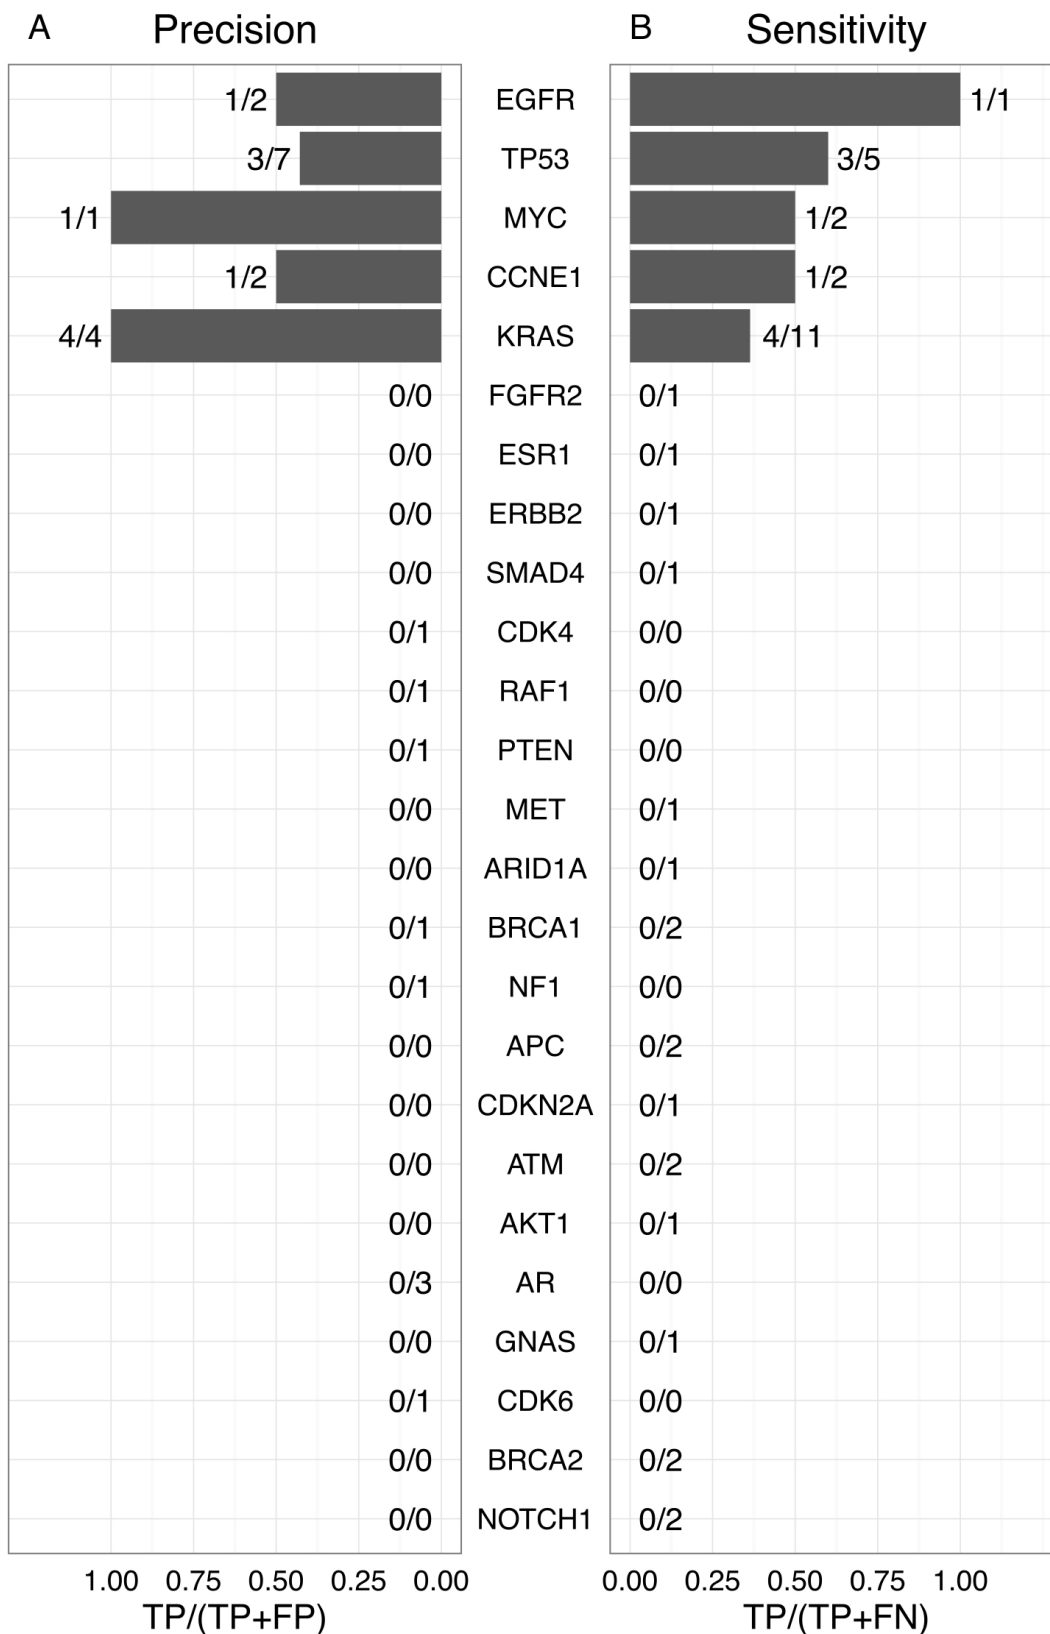 A Precision B Sensitivity
1/2 EGFR 1/1
3/7 TP53 3/5
1/1 MYC 1/2
1/2 CCNE1 1/2
4/4 KRAS 4/11
0/0 FGFR2 0/1
0/0 ESR1 0/1
0/0 ERBB2 0/1
0/0 SMAD4 0/1
0/1 CDK4 0/0
0/1 RAF1 0/0
0/1 PTEN 0/0
0/0 MET 0/1
0/0 ARID1A 0/1
0/1 BRCA1 0/2
0/1 NF1 0/0
0/0 APC 0/2
0/0 CDKN2A 0/1
0/0 ATM 0/2
0/0 AKT1 0/1
0/3 AR 0/0
0/0 GNAS 0/1
0/1 CDK6 0/0
0/0 BRCA2 0/2
0/0 NOTCH1 0/2
1.00 0.75 0.50 0.25 0.00 0.00 0.25 0.50 0.75 1.00
TP/(TP+FP) TP/(TP+FN)